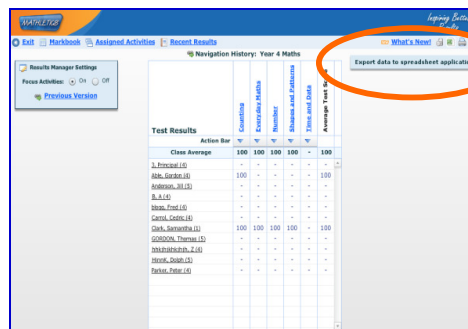 MATHLETICS
Inspiring Better
Results
Exit Markbook Assigned Activities Recent Results
What's New!
Navigation History: Year 4 Maths
Export data to spreadsheet applicatio
Results Manager Settings
Focus Activities: On Off
Previous Version
Test Results Counting Everyday Maths Number Shapes and Patterns Time and Data Average Test Sc
Action Bar
Class Average 100 100 100 100 - 100
J, Principal (4) - - - - - -
Able, Gordon (4) 100 - - - - 100
Anderson, Jill (5) - - - - - -
B, A (4) - - - - - -
bloggs, Fred (4) - - - - - -
Carrol, Cedric (4) - - - - - -
Clark, Samantha (1) 100 100 100 100 - 100
GORDON, Thomas (5) - - - - - -
Z (4) - - - - - -
Dolph (5) - - - - - -
Parker, Peter (4) - - - - - -